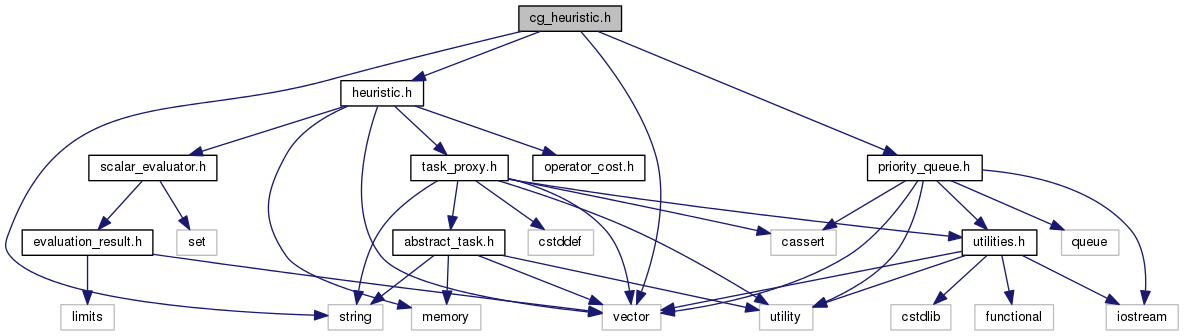 cg_heuristic.h
heuristic.h
scalar_evaluator.h
task_proxy.h
operator_cost.h
priority_queue.h
evaluation_result.h
set
abstract_task.h
cstddef
cassert
utilities.h
queue
limits
string
memory
vector
utility
cstdlib
functional
iostream